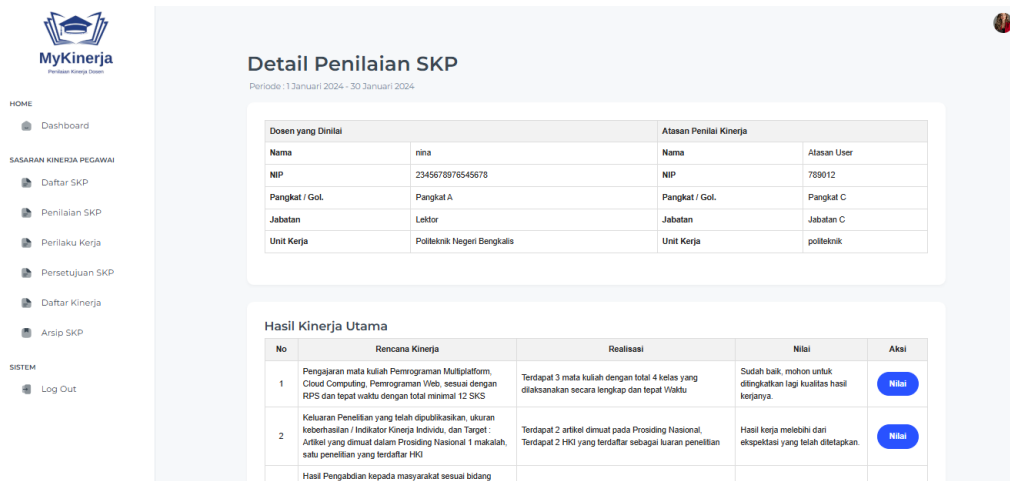 MyKinerja
Penilaian Kinerja Dosen
HOME
Dashboard
SASARAN KINERJA PEGAWAI
Daftar SKP
Penilaian SKP
Perilaku Kerja
Persetujuan SKP
Daftar Kinerja
Arsip SKP
SISTEM
Log Out
Detail Penilaian SKP
Periode : 1 Januari 2024 - 30 Januari 2024
Dosen yang Dinilai Atasan Penilai Kinerja
Nama nina Nama Atasan User
NIP 2345678976545678 NIP 789012
Pangkat / Gol. Pangkat A Pangkat / Gol. Pangkat C
Jabatan Lektor Jabatan Jabatan C
Unit Kerja Politeknik Negeri Bengkalis Unit Kerja politeknik
Hasil Kinerja Utama
No Rencana Kinerja Realisasi Nilai Aksi
1
Pengajaran mata kuliah Pemrograman Multiplatform,
Cloud Computing, Pemrograman Web, sesuai dengan
RPS dan tepat waktu dengan total minimal 12 SKS
Terdapat 3 mata kuliah dengan total 4 kelas yang
dilaksanakan secara lengkap dan tepat Waktu
Sudah baik, mohon untuk
ditingkatkan lagi kualitas hasil
kerjanya.
Nilai
2
Keluaran Penelitian yang telah dipublikasikan, ukuran
keberhasilan / Indikator Kinerja Individu, dan Target :
Artikel yang dimuat dalam Prosiding Nasional 1 makalah,
satu penelitian yang terdaftar HKI
Terdapat 2 artikel dimuat pada Prosiding Nasional,
Terdapat 2 HKI yang terdaftar sebagai luaran penelitian
Hasil kerja melebihi dari
ekspektasi yang telah ditetapkan.
Nilai
Hasil Pengabdian kepada masyarakat sesuai bidang